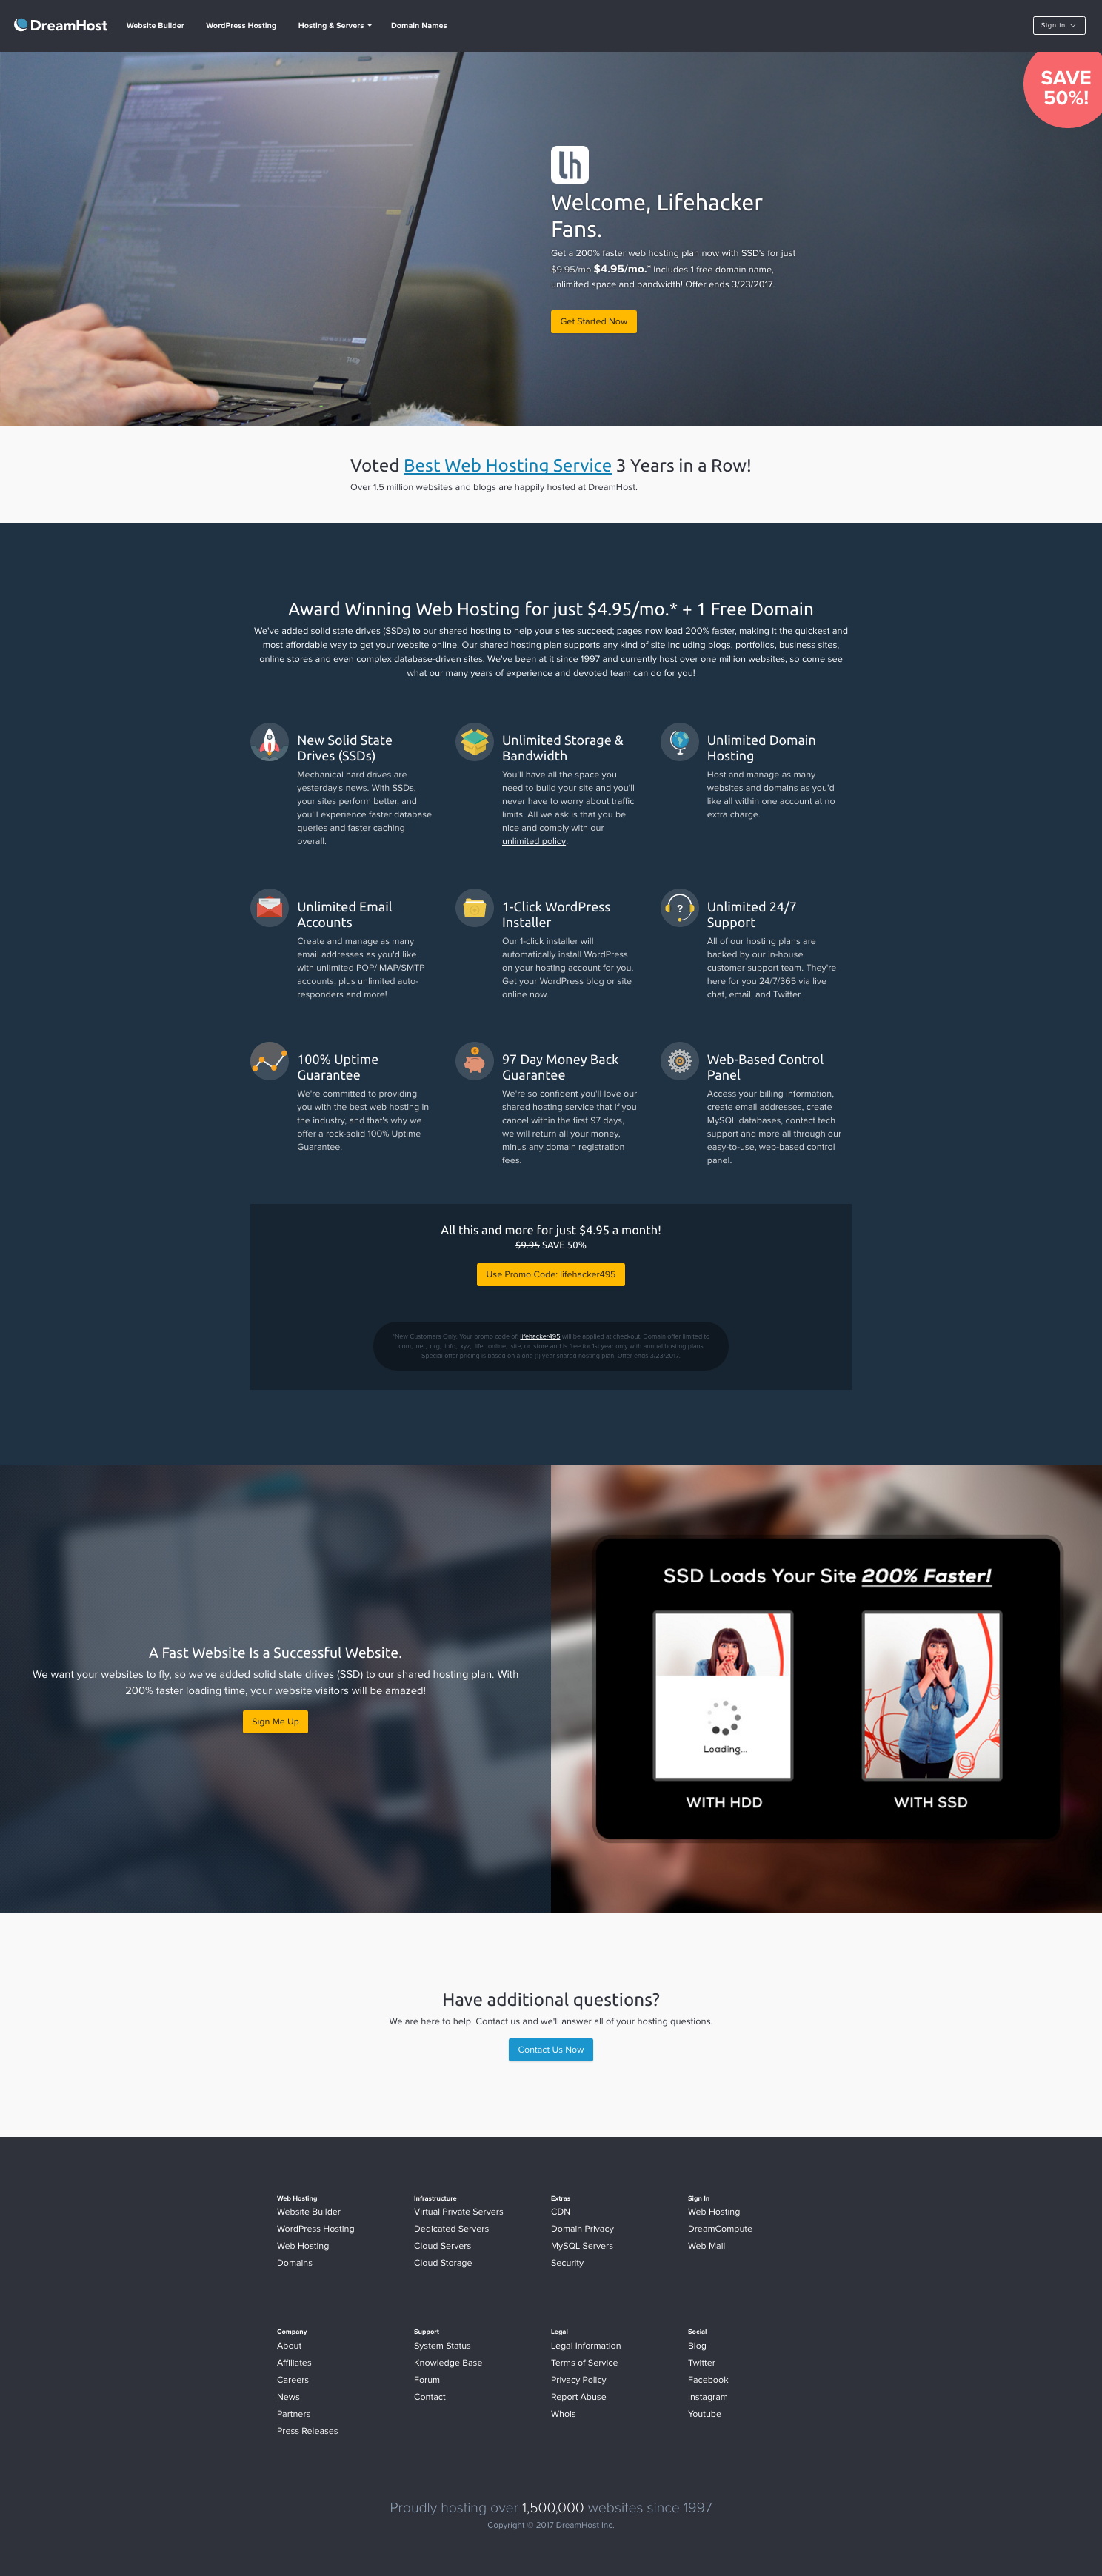 DreamHost
Website Builder
WordPress Hosting
Hosting & Servers
Domain Names
Sign in
SAVE
50%!
lh
Welcome, Lifehacker
Fans.
Get a 200% faster web hosting plan now with SSD's for just
$9.95/mo $4.95/mo.* Includes 1 free domain name,
unlimited space and bandwidth! Offer ends 3/23/2017.
Get Started Now
Voted Best Web Hosting Service 3 Years in a Row!
Over 1.5 million websites and blogs are happily hosted at DreamHost.
Award Winning Web Hosting for just $4.95/mo.* + 1 Free Domain
We've added solid state drives (SSDs) to our shared hosting to help your sites succeed; pages now load 200% faster, making it the quickest and
most affordable way to get your website online. Our shared hosting plan supports any kind of site including blogs, portfolios, business sites,
online stores and even complex database-driven sites. We've been at it since 1997 and currently host over one million websites, so come see
what our many years of experience and devoted team can do for you!
New Solid State
Drives (SSDs)
Mechanical hard drives are
yesterday's news. With SSDs,
your sites perform better, and
you'll experience faster database
queries and faster caching
overall.
Unlimited Storage &
Bandwidth
You'll have all the space you
need to build your site and you'll
never have to worry about traffic
limits. All we ask is that you be
nice and comply with our
unlimited policy.
Unlimited Domain
Hosting
Host and manage as many
websites and domains as you'd
like all within one account at no
extra charge.
Unlimited Email
Accounts
Create and manage as many
email addresses as you'd like
with unlimited POP/IMAP/SMTP
accounts, plus unlimited auto-
responders and more!
1-Click WordPress
Installer
Our 1-click installer will
automatically install WordPress
on your hosting account for you.
Get your WordPress blog or site
online now.
Unlimited 24/7
Support
All of our hosting plans are
backed by our in-house
customer support team. They're
here for you 24/7/365 via live
chat, email, and Twitter.
100% Uptime
Guarantee
We're committed to providing
you with the best web hosting in
the industry, and that's why we
offer a rock-solid 100% Uptime
Guarantee.
97 Day Money Back
Guarantee
We're so confident you'll love our
shared hosting service that if you
cancel within the first 97 days,
we will return all your money,
minus any domain registration
fees.
Web-Based Control
Panel
Access your billing information,
create email addresses, create
MySQL databases, contact tech
support and more all through our
easy-to-use, web-based control
panel.
All this and more for just $4.95 a month!
$9.95 SAVE 50%
Use Promo Code: lifehacker495
*New Customers Only. Your promo code of: lifehacker495 will be applied at checkout. Domain offer limited to
.com, .net, .org, .info, .xyz, .life, .online, .site, or .store and is free for 1st year only with annual hosting plans.
Special offer pricing is based on a one (1) year shared hosting plan. Offer ends 3/23/2017.
A Fast Website Is a Successful Website.
We want your websites to fly, so we've added solid state drives (SSD) to our shared hosting plan. With
200% faster loading time, your website visitors will be amazed!
Sign Me Up
SSD Loads Your Site 200% Faster!
Loading...
WITH HDD
WITH SSD
Have additional questions?
We are here to help. Contact us and we'll answer all of your hosting questions.
Contact Us Now
Web Hosting
Website Builder
WordPress Hosting
Web Hosting
Domains
Infrastructure
Virtual Private Servers
Dedicated Servers
Cloud Servers
Cloud Storage
Extras
CDN
Domain Privacy
MySQL Servers
Security
Sign In
Web Hosting
DreamCompute
Web Mail
Company
About
Affiliates
Careers
News
Partners
Press Releases
Support
System Status
Knowledge Base
Forum
Contact
Legal
Legal Information
Terms of Service
Privacy Policy
Report Abuse
Whois
Social
Blog
Twitter
Facebook
Instagram
Youtube
Proudly hosting over 1,500,000 websites since 1997
Copyright © 2017 DreamHost Inc.